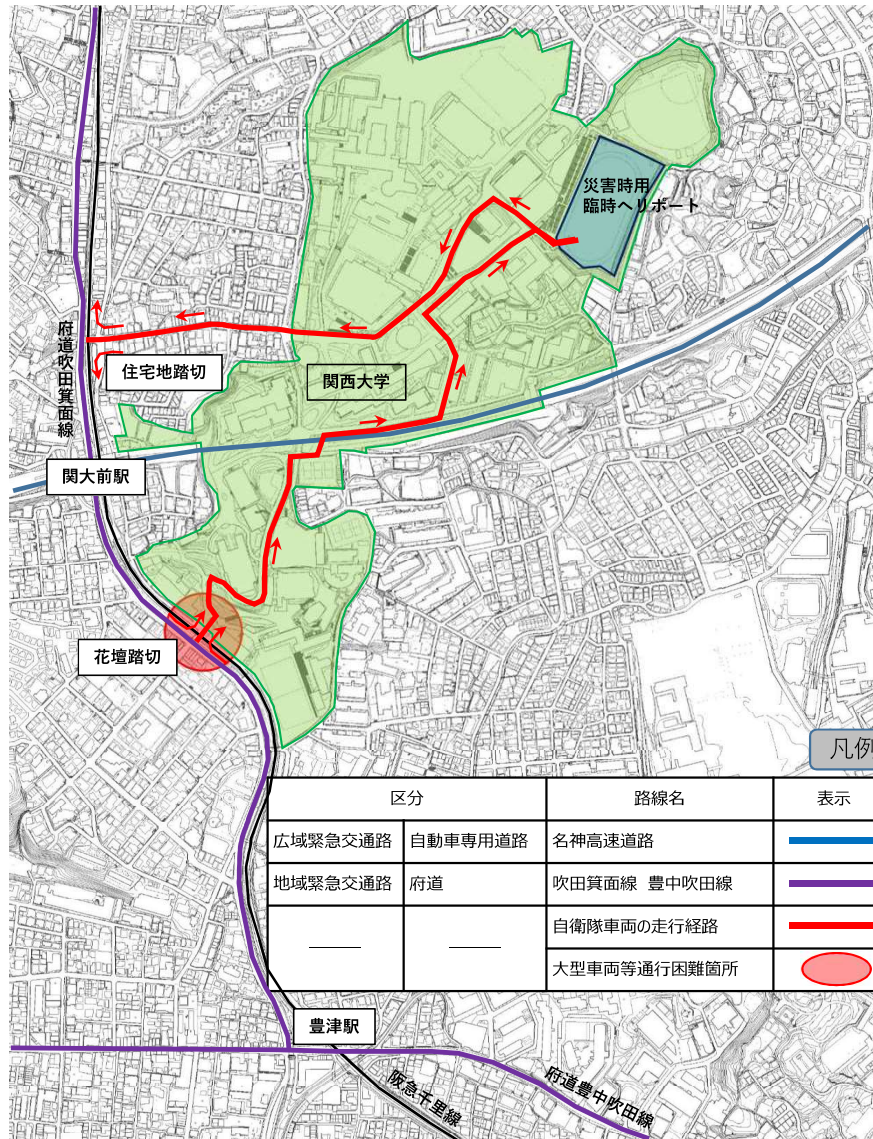 災害時用
臨時ヘリポート
府道吹田箕面線
住宅地踏切
関西大学
関大前駅
花壇踏切
凡例
区分 路線名 表示
広域緊急交通路 自動車専用道路 名神高速道路
地域緊急交通路 府道 吹田箕面線 豊中吹田線
自衛隊車両の走行経路
大型車両等通行困難箇所
豊津駅
阪急千里線
府道豊中吹田線